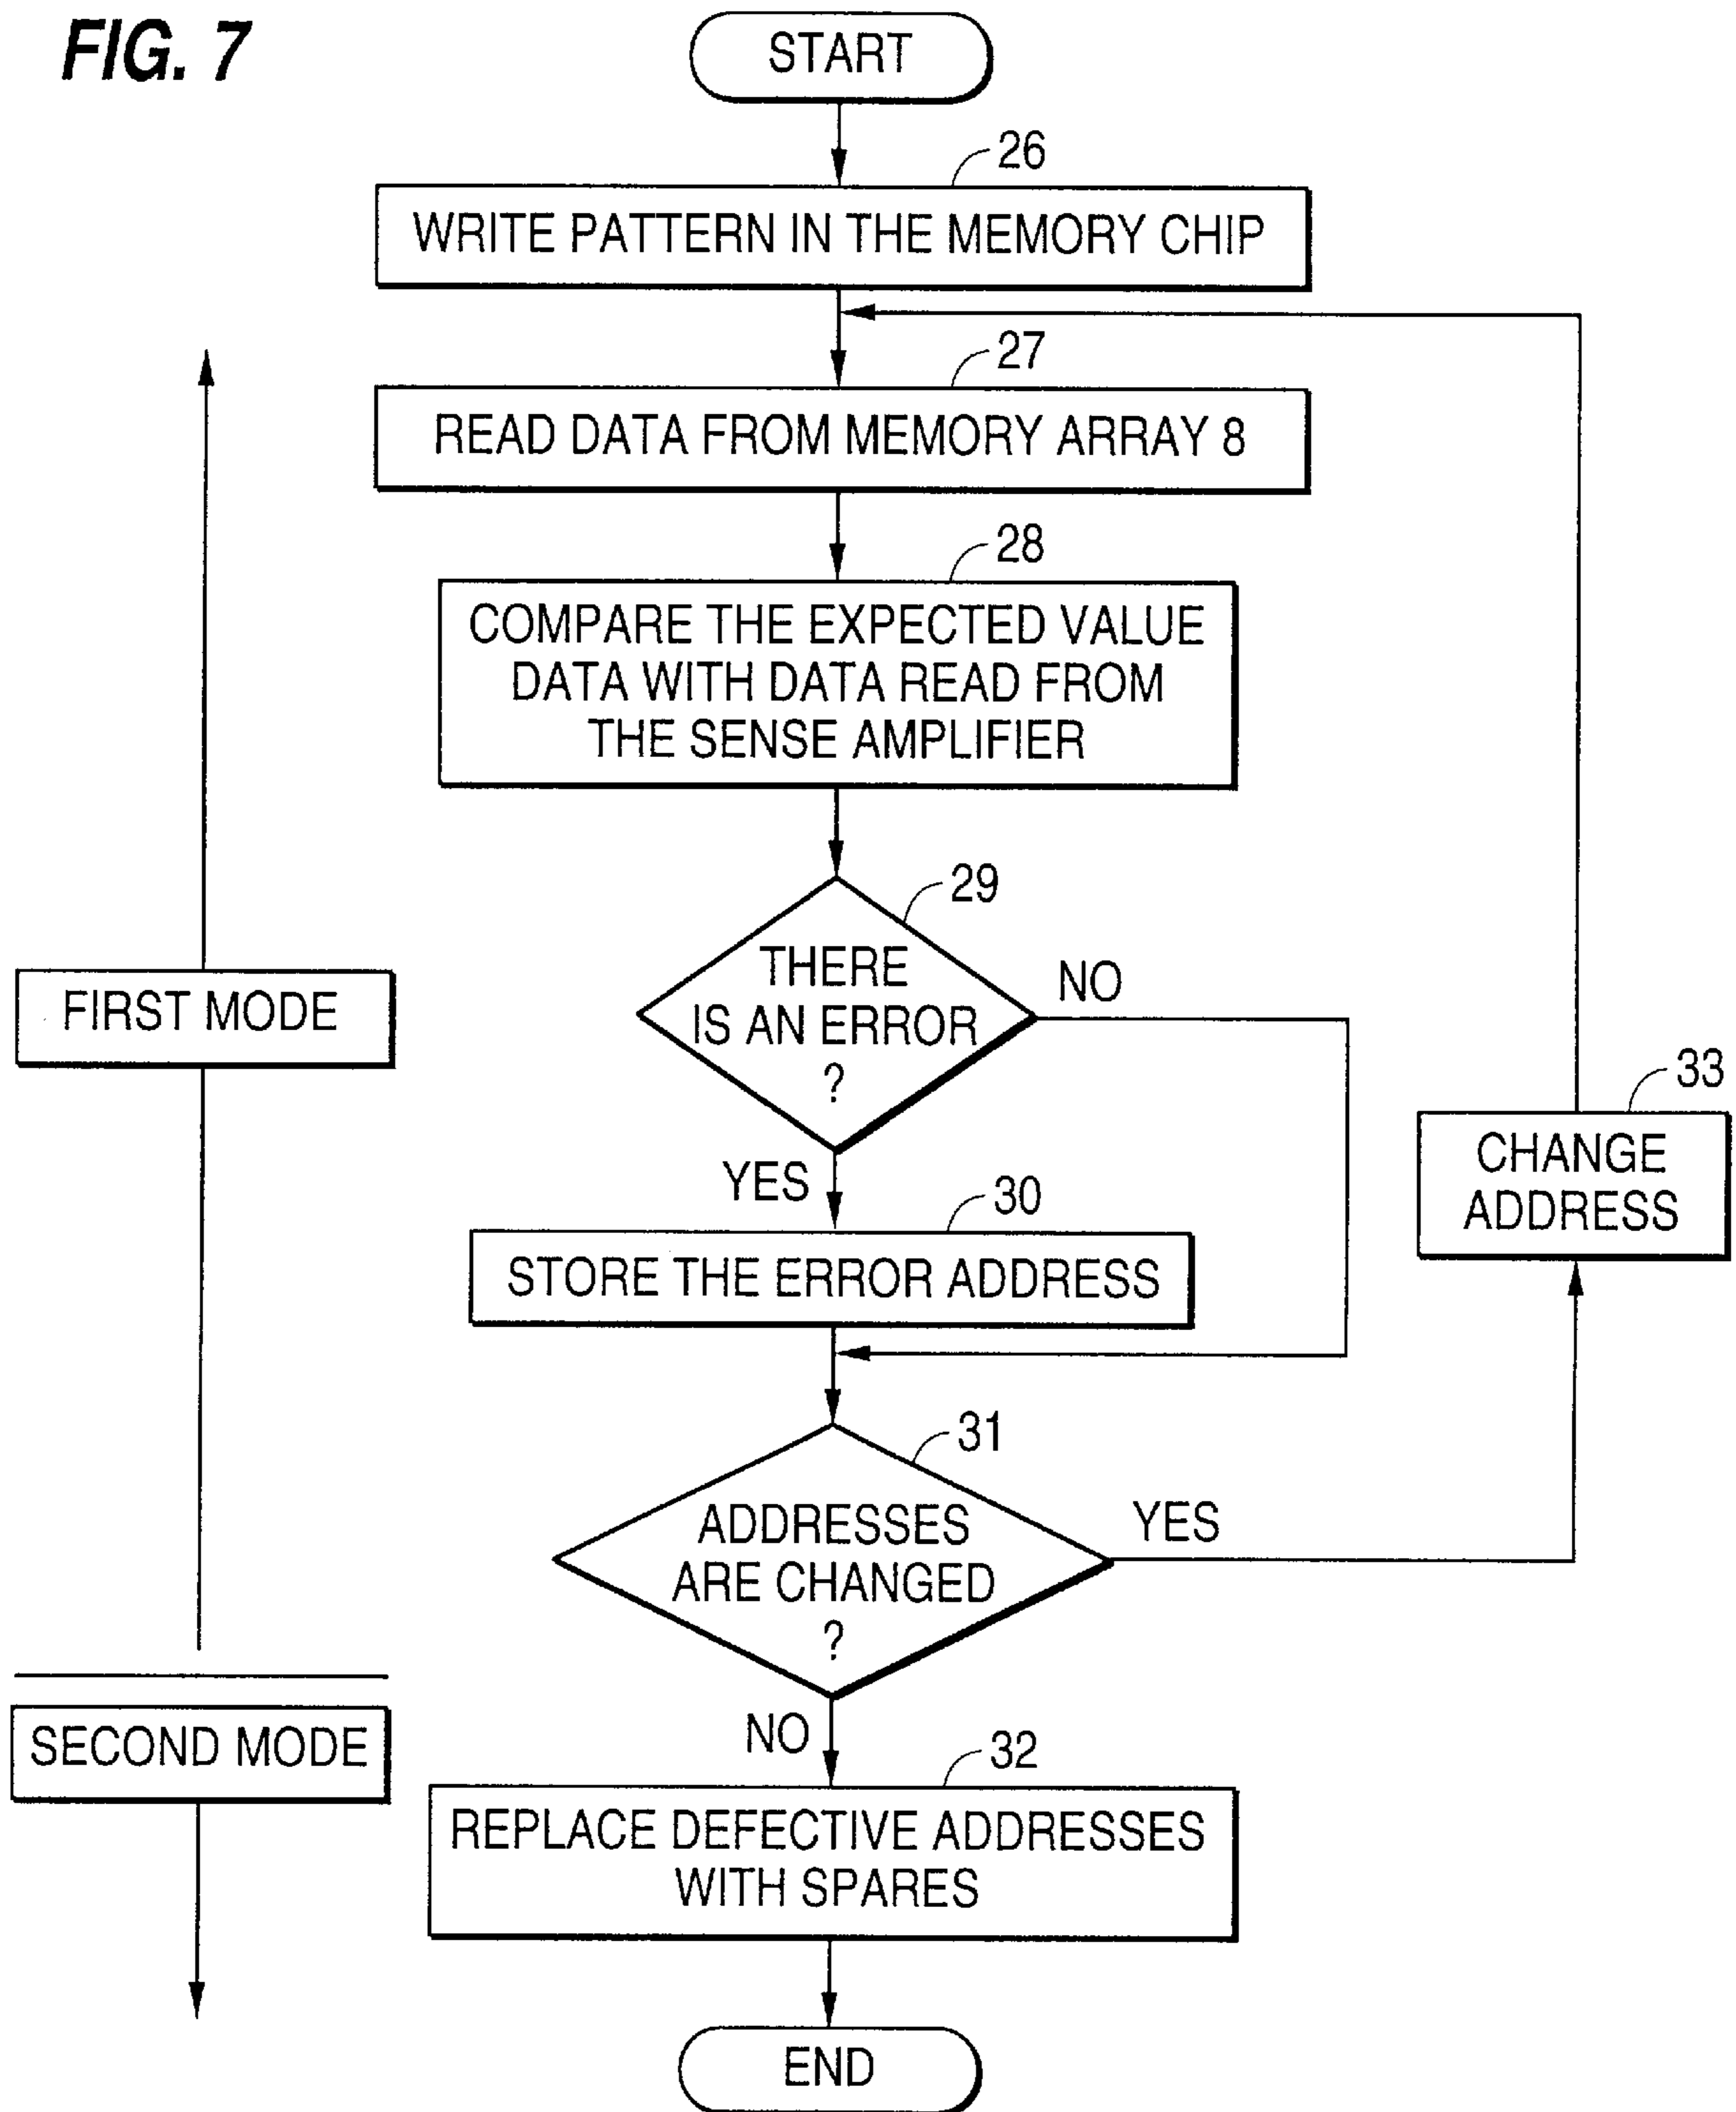 FIG. 7
START
26
WRITE PATTERN IN THE MEMORY CHIP
27
READ DATA FROM MEMORY ARRAY 8
28
COMPARE THE EXPECTED VALUE
DATA WITH DATA READ FROM
THE SENSE AMPLIFIER
29
THERE
IS AN ERROR
?
NO
FIRST MODE
33
CHANGE
ADDRESS
YES
30
STORE THE ERROR ADDRESS
31
ADDRESSES
ARE CHANGED
?
YES
NO
SECOND MODE
32
REPLACE DEFECTIVE ADDRESSES
WITH SPARES
END